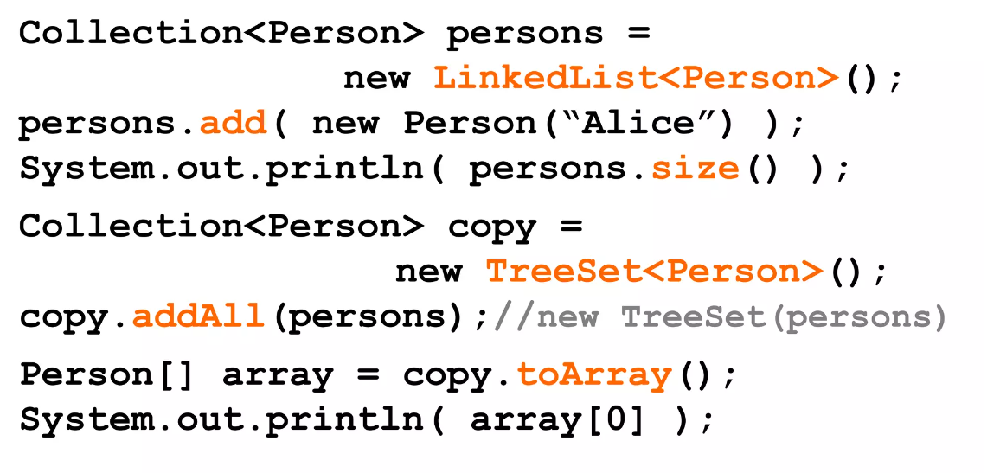 Collection<Person> persons =
new LinkedList<Person>();
persons.add( new Person(“Alice”) );
System.out.println( persons.size() );
Collection<Person> copy =
new TreeSet<Person>();
copy.addAll(persons);//new TreeSet(persons)
Person[] array = copy.toArray();
System.out.println( array[0] );